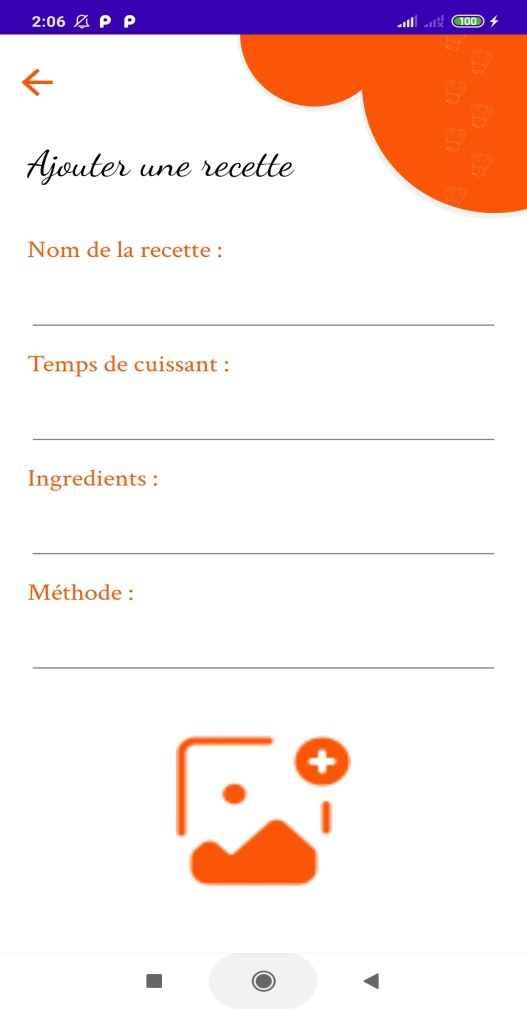 2:06
100
Ajouter une recette
Nom de la recette :
Temps de cuissant :
Ingredients :
Méthode :